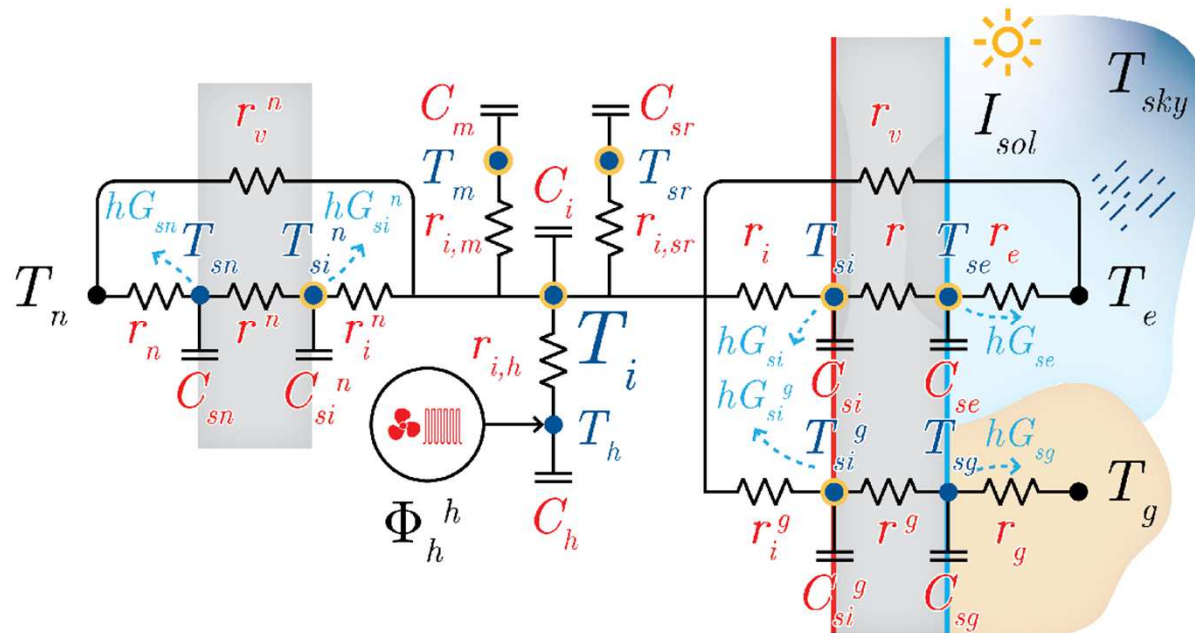 T_sky
I_sol
C_m
C_sr
r_v^n
r_v
T_m
T_sr
C_i
hG_sn
hG_si^n
r_i,m
r_i,sr
T_sn
T_si^n
r_i
T_si
r
T_se
r_e
T_n
T_e
r_n
r^n
r_i^n
r_i,h
T_i
hG_si
hG_se
C_sn
C_si^n
C_si
C_se
hG_si^g
T_h
T_si^g
T_sg
hG_sg
T_g
Φ_h^h
C_h
r_i^g
r^g
r_g
C_si^g
C_sg